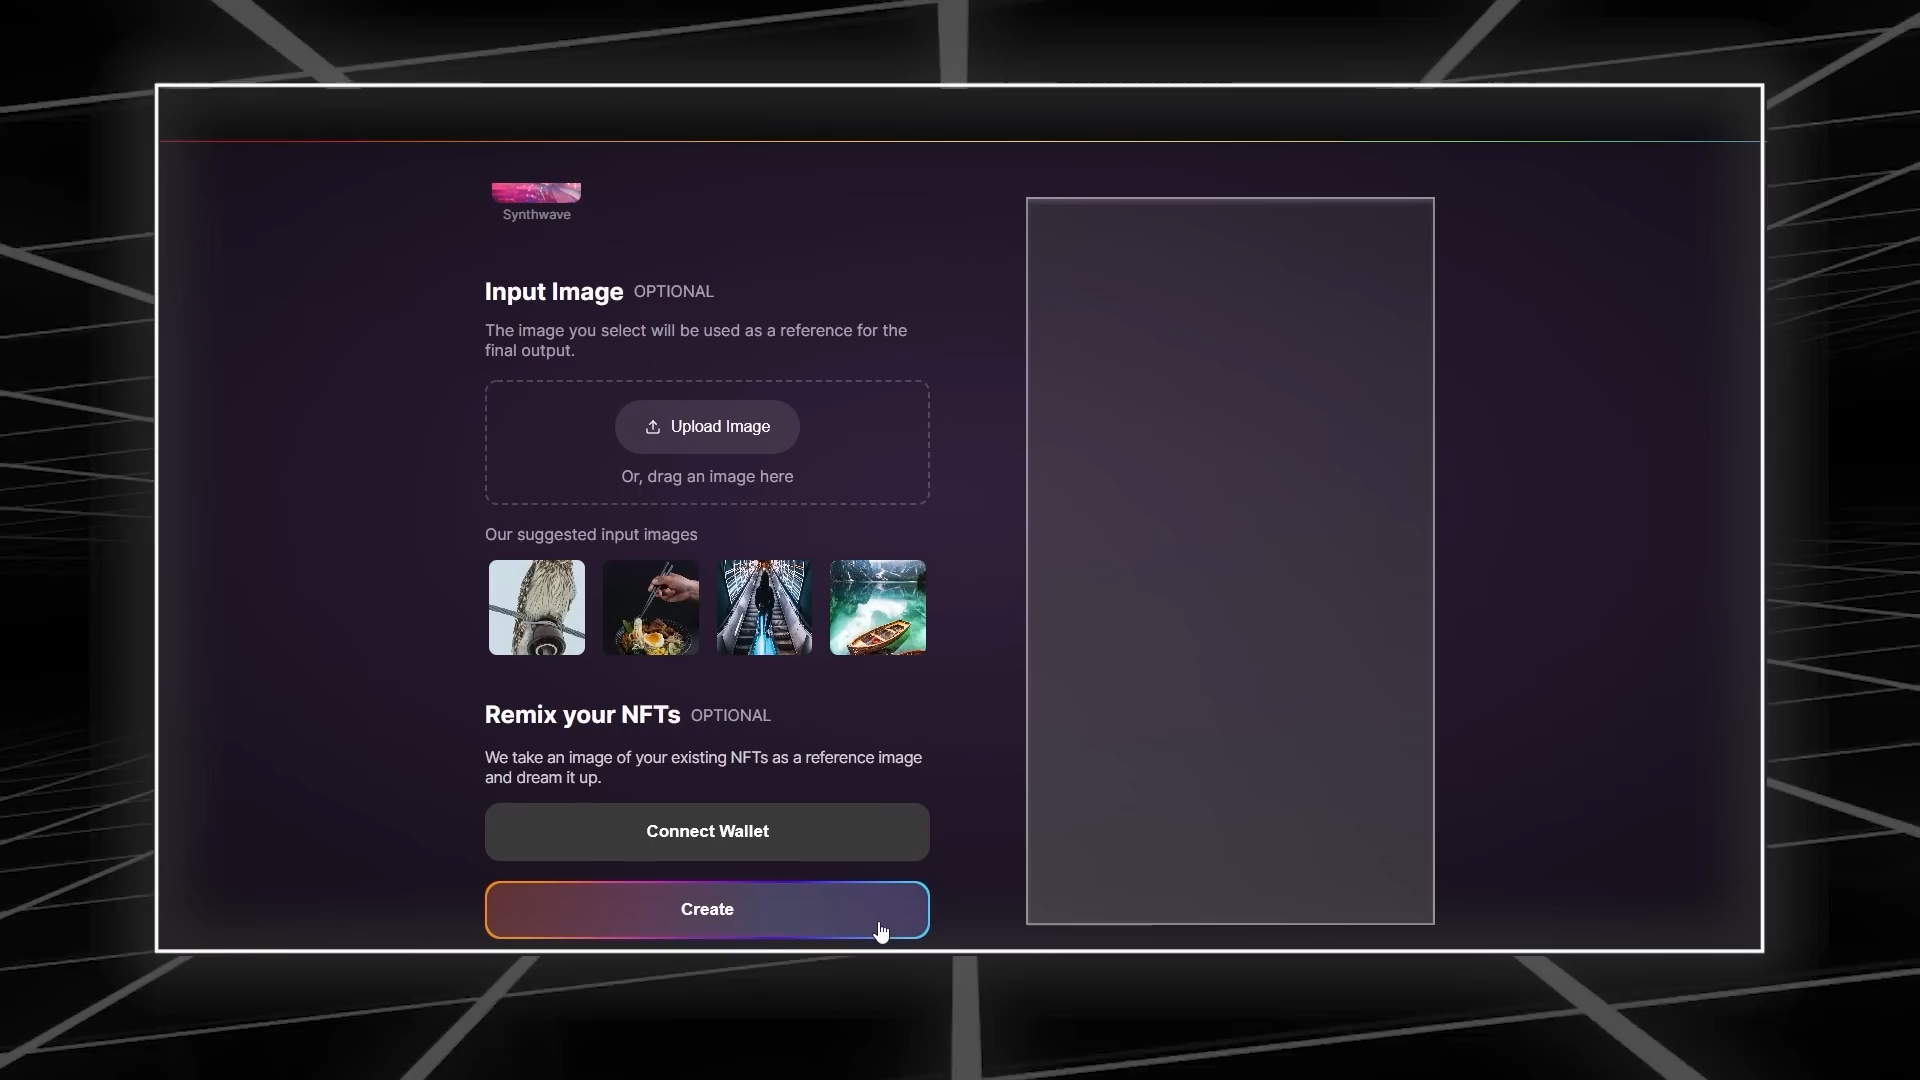 Synthwave
Input Image OPTIONAL
The image you select will be used as a reference for the
final output.
Upload Image
Or, drag an image here
Our suggested input images
Remix your NFTs OPTIONAL
We take an image of your existing NFTs as a reference image
and dream it up.
Connect Wallet
Create